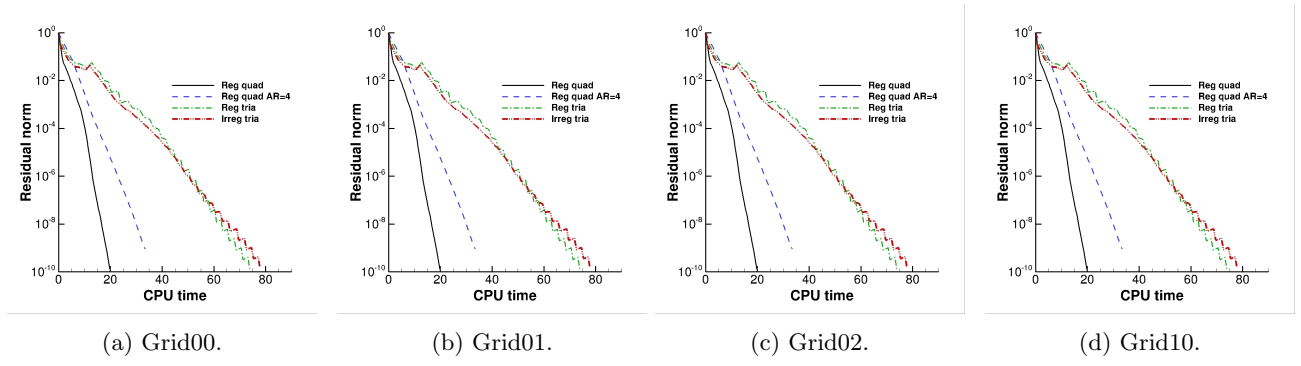 Residual norm
10^0
10^-2
10^-4
10^-6
10^-8
10^-10
0
20
40
60
80
CPU time
Reg quad
Reg quad AR=4
Reg tria
Irreg tria
(a) Grid00.
Residual norm
10^0
10^-2
10^-4
10^-6
10^-8
10^-10
0
20
40
60
80
CPU time
Reg quad
Reg quad AR=4
Reg tria
Irreg tria
(b) Grid01.
Residual norm
10^0
10^-2
10^-4
10^-6
10^-8
10^-10
0
20
40
60
80
CPU time
Reg quad
Reg quad AR=4
Reg tria
Irreg tria
(c) Grid02.
Residual norm
10^0
10^-2
10^-4
10^-6
10^-8
10^-10
0
20
40
60
80
CPU time
Reg quad
Reg quad AR=4
Reg tria
Irreg tria
(d) Grid10.